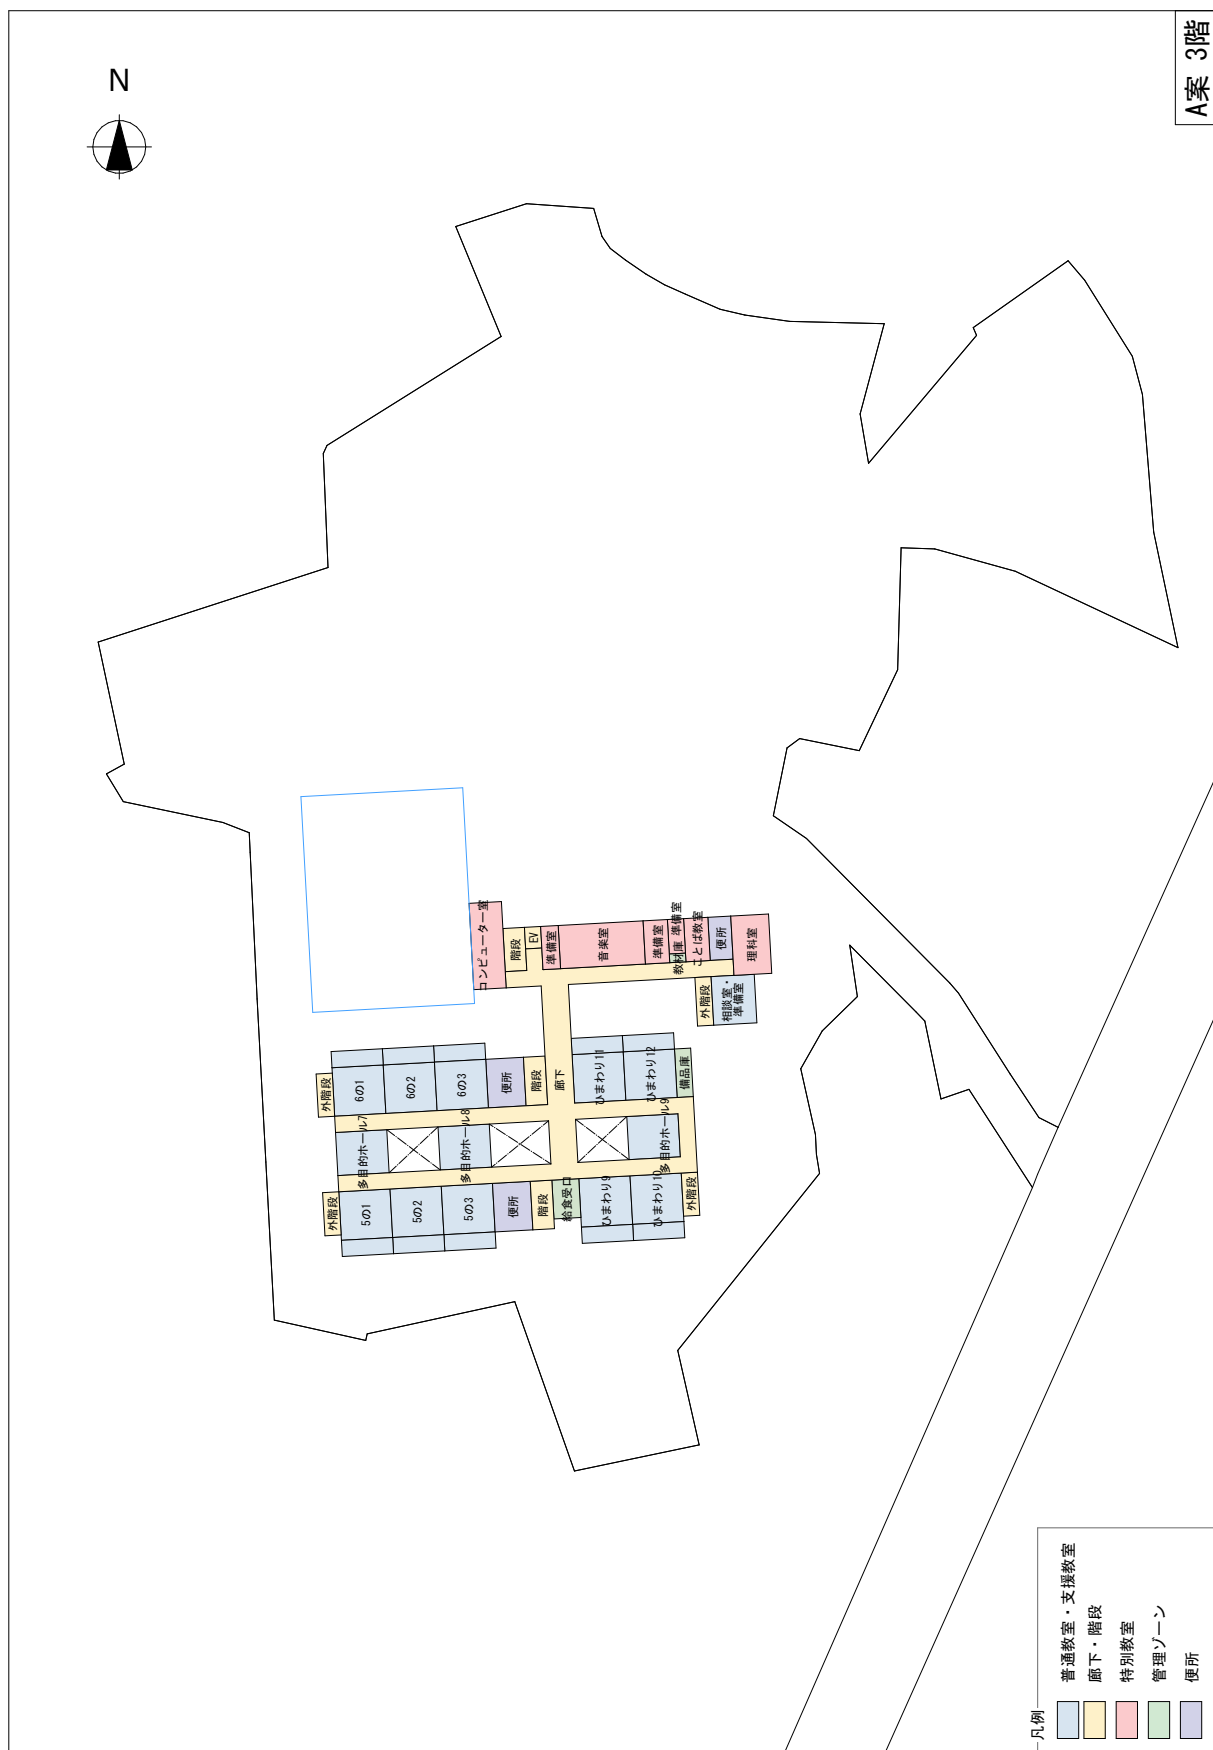 A案 3階
N
コンピューター室
階段
EV
準備室
音楽室
準備室
準備室
教材庫
ことば教室
便所
理科室
外階段
相談室・
準備室
外階段
6の1
6の2
6の3
便所
階段
廊下
ひまわり11
ひまわり12
備品庫
多目的ホール7
多目的ホール8
多目的ホール9
外階段
5の1
5の2
5の3
便所
階段
給食受口
ひまわり9
ひまわり10
外階段
凡例
普通教室・支援教室
廊下・階段
特別教室
管理ゾーン
便所